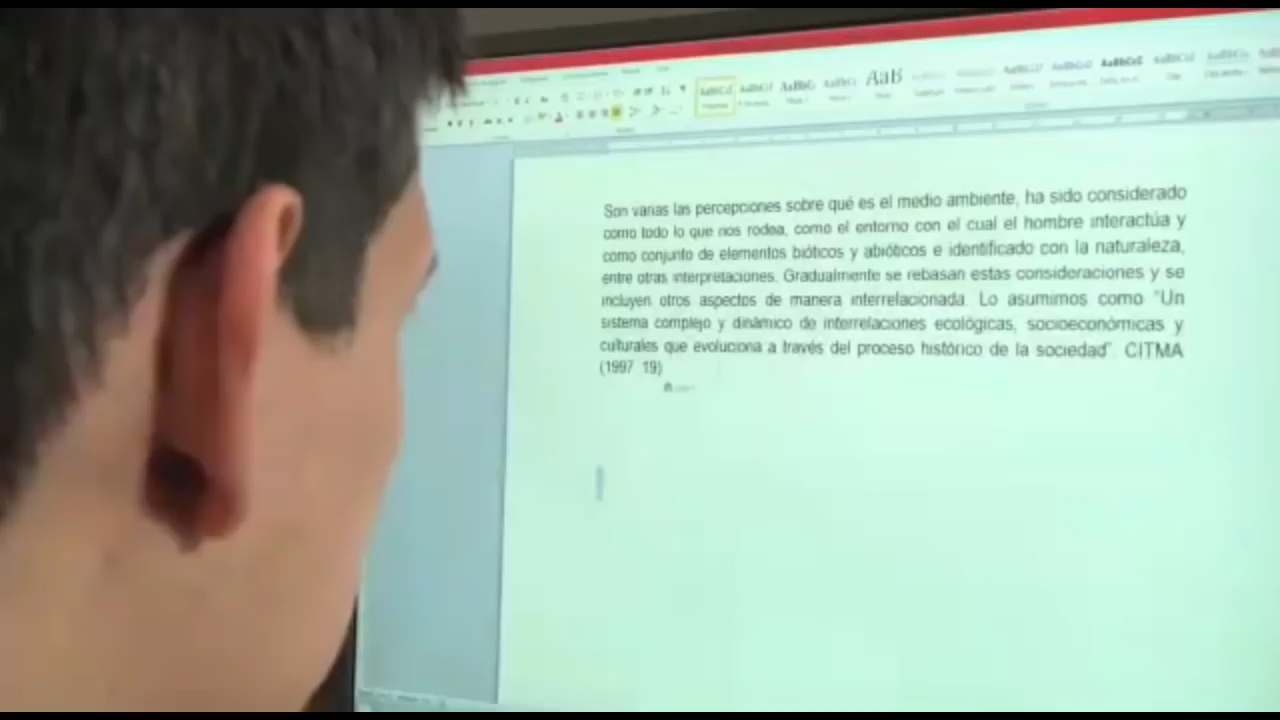 AaB
Son varias las percepciones sobre qué es el medio ambiente, ha sido considerado
como todo lo que nos rodea, como el entorno con el cual el hombre interactúa y
como conjunto de elementos bióticos y abióticos e identificado con la naturaleza,
entre otras interpretaciones. Gradualmente se rebasan estas consideraciones y se
incluyen otros aspectos de manera interrelacionada. Lo asumimos como "Un
sistema complejo y dinámico de interrelaciones ecológicas, socioeconómicas y
culturales que evoluciona a través del proceso histórico de la sociedad". CITMA
(1997 19)